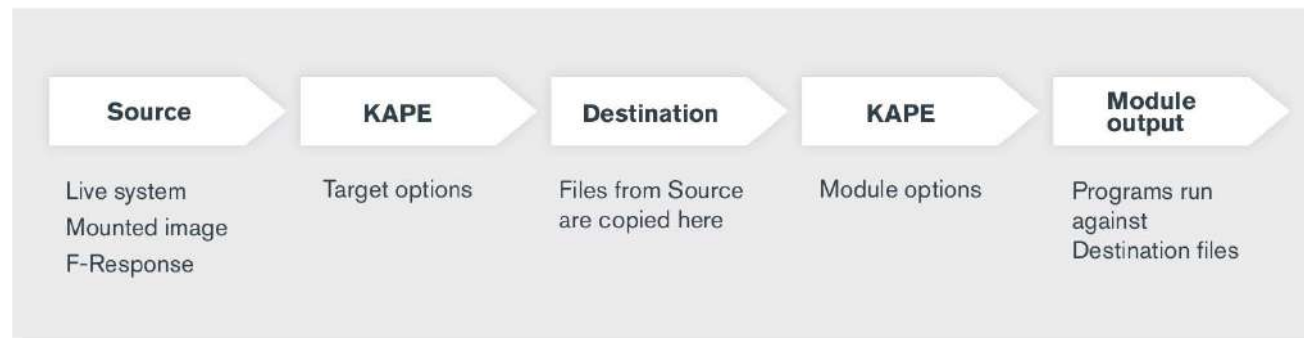 Source
KAPE
Destination
KAPE
Module
output
Live system
Mounted image
F-Response
Target options
Files from Source
are copied here
Module options
Programs run
against
Destination files